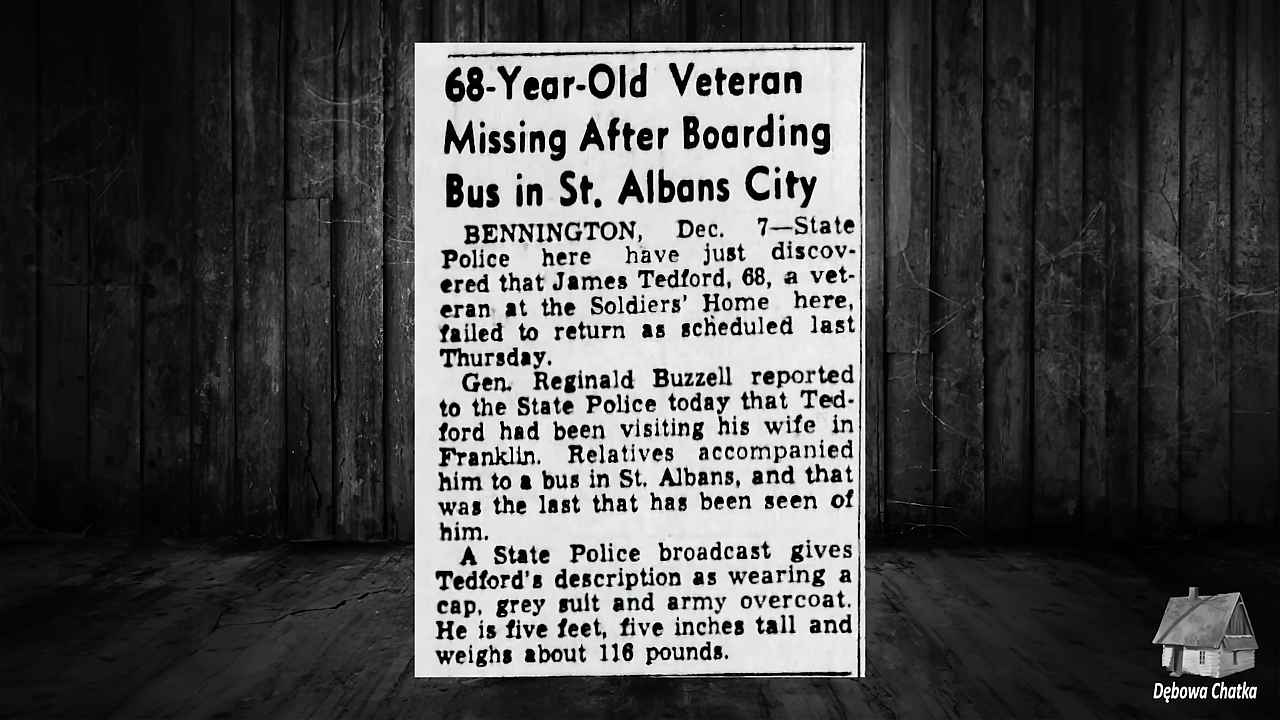 68-Year-Old Veteran
Missing After Boarding
Bus in St. Albans City
BENNINGTON, Dec. 7—State
Police here have just discov-
ered that James Tedford, 68, a vet-
eran at the Soldiers' Home here,
failed to return as scheduled last
Thursday.
Gen. Reginald Buzzell reported
to the State Police today that Ted-
ford had been visiting his wife in
Franklin. Relatives accompanied
him to a bus in St. Albans, and that
was the last that has been seen of
him.
A State Police broadcast gives
Tedford's description as wearing a
cap, grey suit and army overcoat.
He is five feet, five inches tall and
weighs about 116 pounds.
Dębowa Chatka